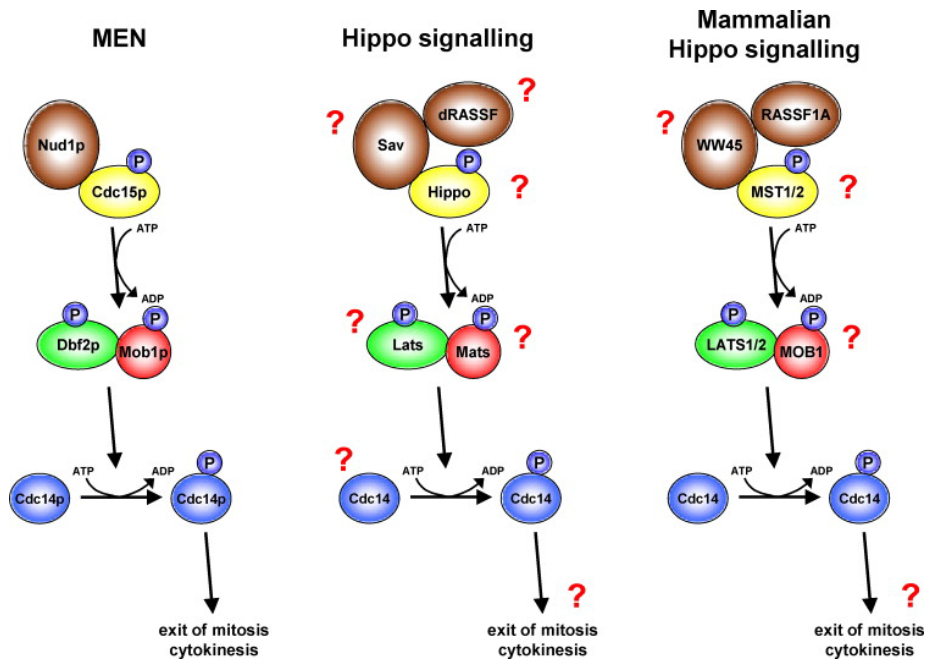 MEN
Nud1p
P
Cdc15p
ATP
ADP
P
P
Dbf2p
Mob1p
ATP
ADP
P
Cdc14p
Cdc14p
exit of mitosis
cytokinesis
Hippo signalling
?
?
dRASSF
Sav
P
Hippo
?
ATP
ADP
?
P
P
Lats
Mats
?
?
ATP
ADP
P
Cdc14
Cdc14
?
exit of mitosis
cytokinesis
Mammalian
Hippo signalling
?
RASSF1A
WW45
P
MST1/2
?
ATP
ADP
P
P
LATS1/2
MOB1
?
ATP
ADP
P
Cdc14
Cdc14
?
exit of mitosis
cytokinesis